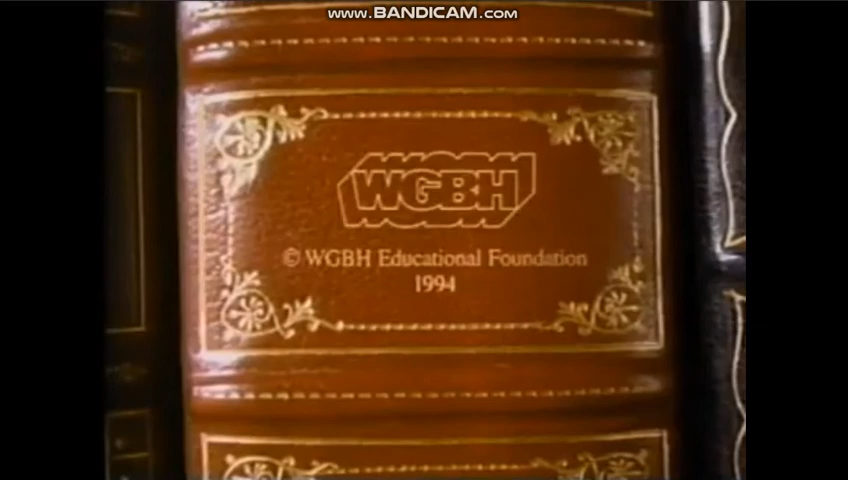 www.BANDICAM.com
WGBH
© WGBH Educational Foundation
1994